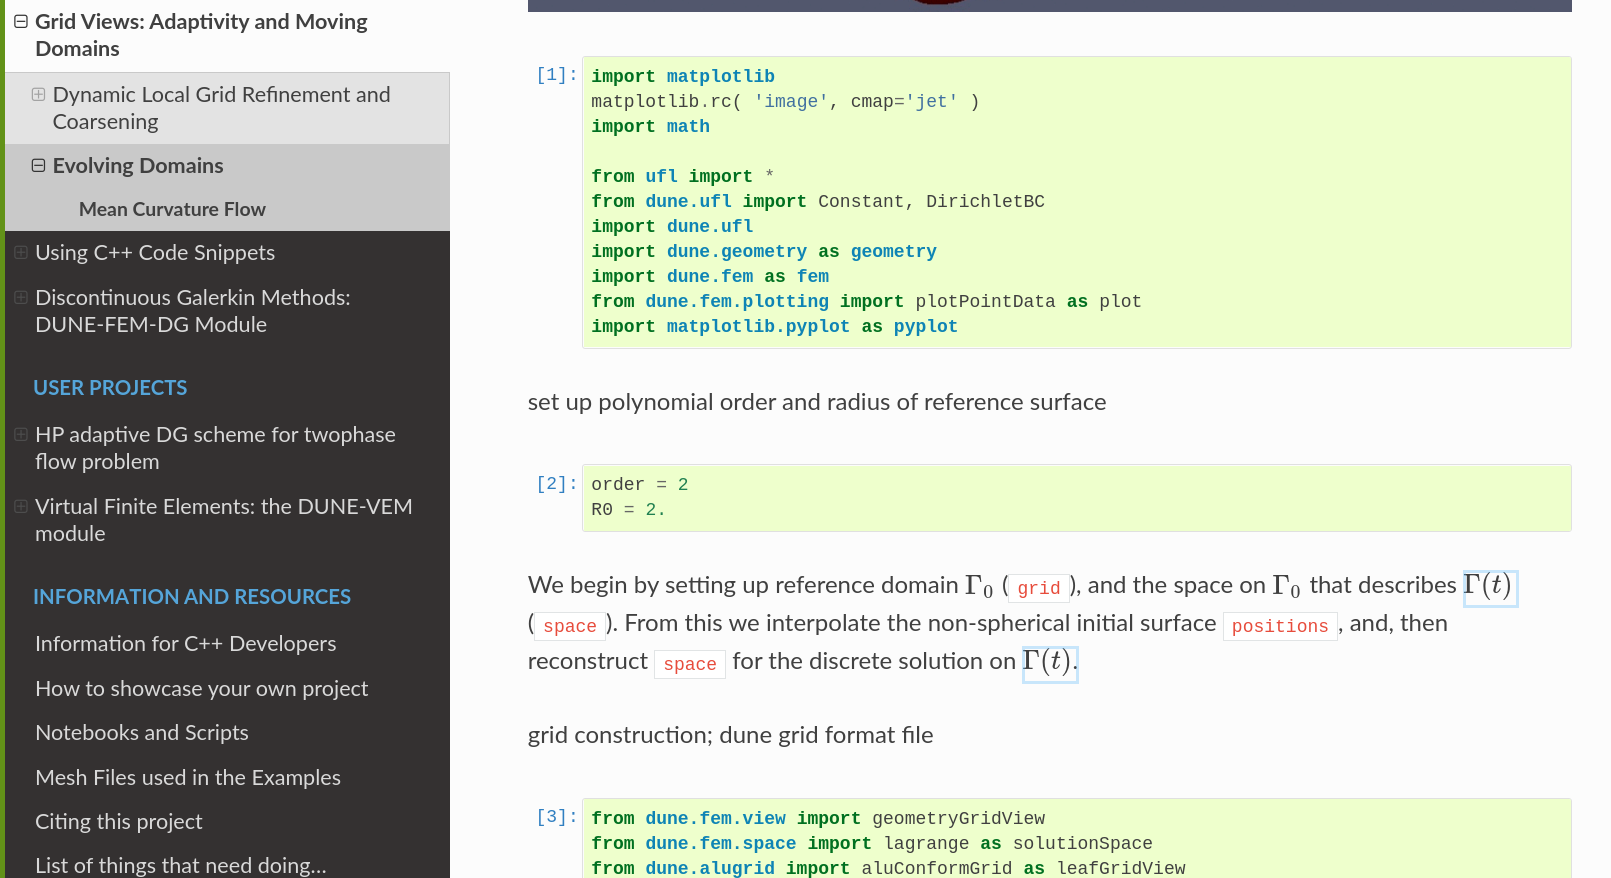 Grid Views: Adaptivity and Moving
Domains
Dynamic Local Grid Refinement and
Coarsening
Evolving Domains
Mean Curvature Flow
Using C++ Code Snippets
Discontinuous Galerkin Methods:
DUNE-FEM-DG Module
USER PROJECTS
HP adaptive DG scheme for twophase
flow problem
Virtual Finite Elements: the DUNE-VEM
module
INFORMATION AND RESOURCES
Information for C++ Developers
How to showcase your own project
Notebooks and Scripts
Mesh Files used in the Examples
Citing this project
List of things that need doing...
[1]: import matplotlib
matplotlib.rc( 'image', cmap='jet' )
import math
from ufl import *
from dune.ufl import Constant, DirichletBC
import dune.ufl
import dune.geometry as geometry
import dune.fem as fem
from dune.fem.plotting import plotPointData as plot
import matplotlib.pyplot as pyplot
set up polynomial order and radius of reference surface
[2]: order = 2
R0 = 2.
We begin by setting up reference domain Γ₀ ( grid ), and the space on Γ₀ that describes Γ(t)
( space ). From this we interpolate the non-spherical initial surface positions , and, then
reconstruct space for the discrete solution on Γ(t).
grid construction; dune grid format file
[3]: from dune.fem.view import geometryGridView
from dune.fem.space import lagrange as solutionSpace
from dune.alugrid import aluConformGrid as leafGridView